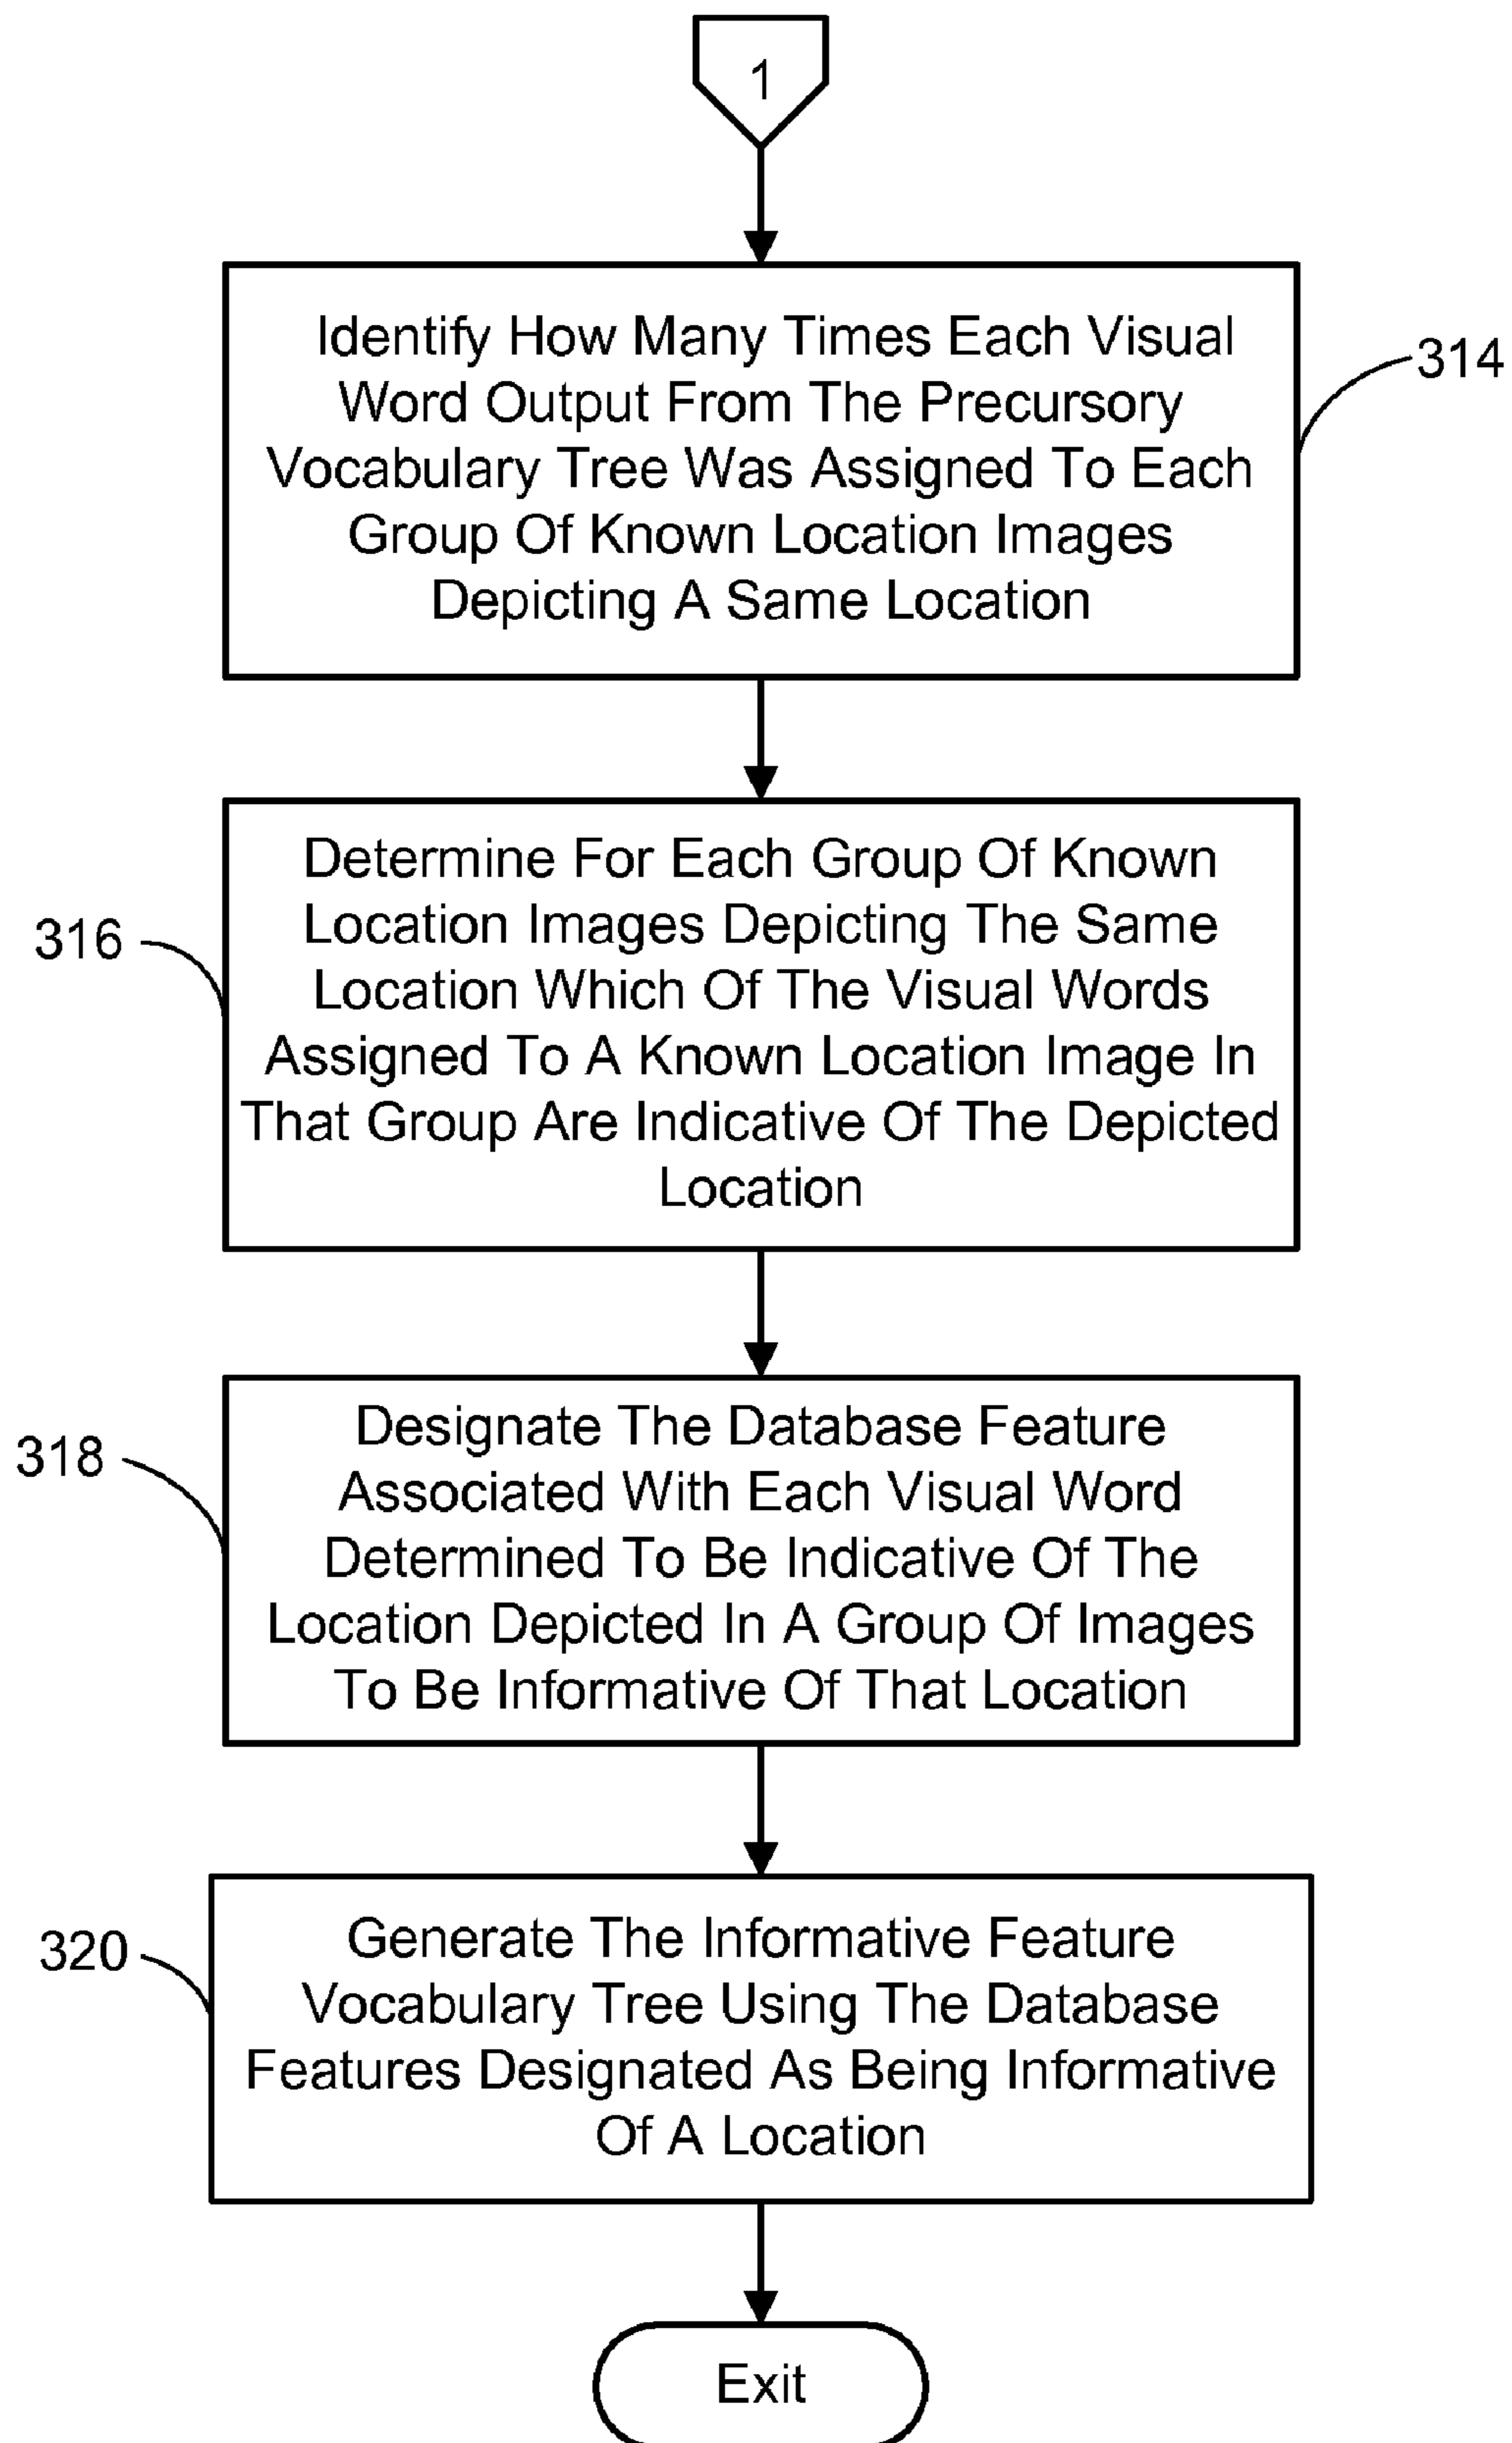 1
Identify How Many Times Each Visual
Word Output From The Precursory
Vocabulary Tree Was Assigned To Each
Group Of Known Location Images
Depicting A Same Location
314
Determine For Each Group Of Known
Location Images Depicting The Same
Location Which Of The Visual Words
Assigned To A Known Location Image In
That Group Are Indicative Of The Depicted
Location
316
Designate The Database Feature
Associated With Each Visual Word
Determined To Be Indicative Of The
Location Depicted In A Group Of Images
To Be Informative Of That Location
318
Generate The Informative Feature
Vocabulary Tree Using The Database
Features Designated As Being Informative
Of A Location
320
Exit